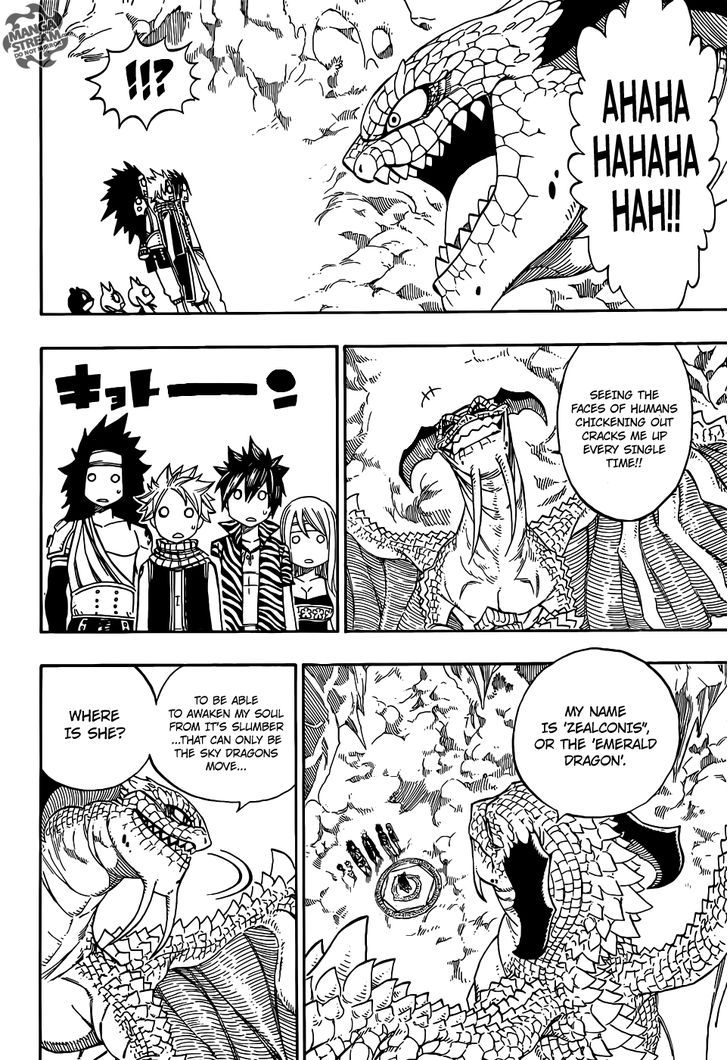 MANGA
STREAM
DO NOT MIRROR
AHAHA
HAHAHA
HAH!!
!!?
SEEING THE
FACES OF HUMANS
CHICKENING OUT
CRACKS ME UP
EVERY SINGLE
TIME!!
キョトーン
MY NAME
IS 'ZEALCONIS",
OR THE 'EMERALD
DRAGON'.
TO BE ABLE
TO AWAKEN MY SOUL
FROM IT'S SLUMBER
...THAT CAN ONLY BE
THE SKY DRAGONS
MOVE...
WHERE
IS SHE?